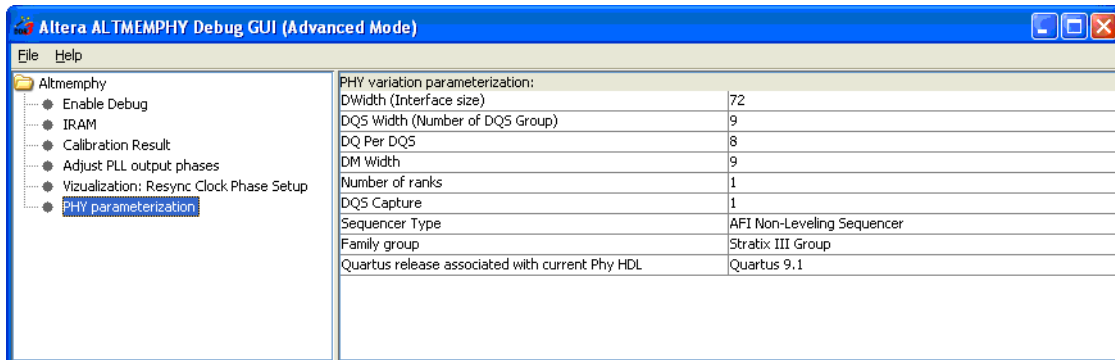 Altera ALTMEMPHY Debug GUI (Advanced Mode)
File Help
Altmemphy
Enable Debug
IRAM
Calibration Result
Adjust PLL output phases
Vizualization: Resync Clock Phase Setup
PHY parameterization
PHY variation parameterization:
DWidth (Interface size) 72
DQS Width (Number of DQS Group) 9
DQ Per DQS 8
DM Width 9
Number of ranks 1
DQS Capture 1
Sequencer Type AFI Non-Leveling Sequencer
Family group Stratix III Group
Quartus release associated with current Phy HDL Quartus 9.1